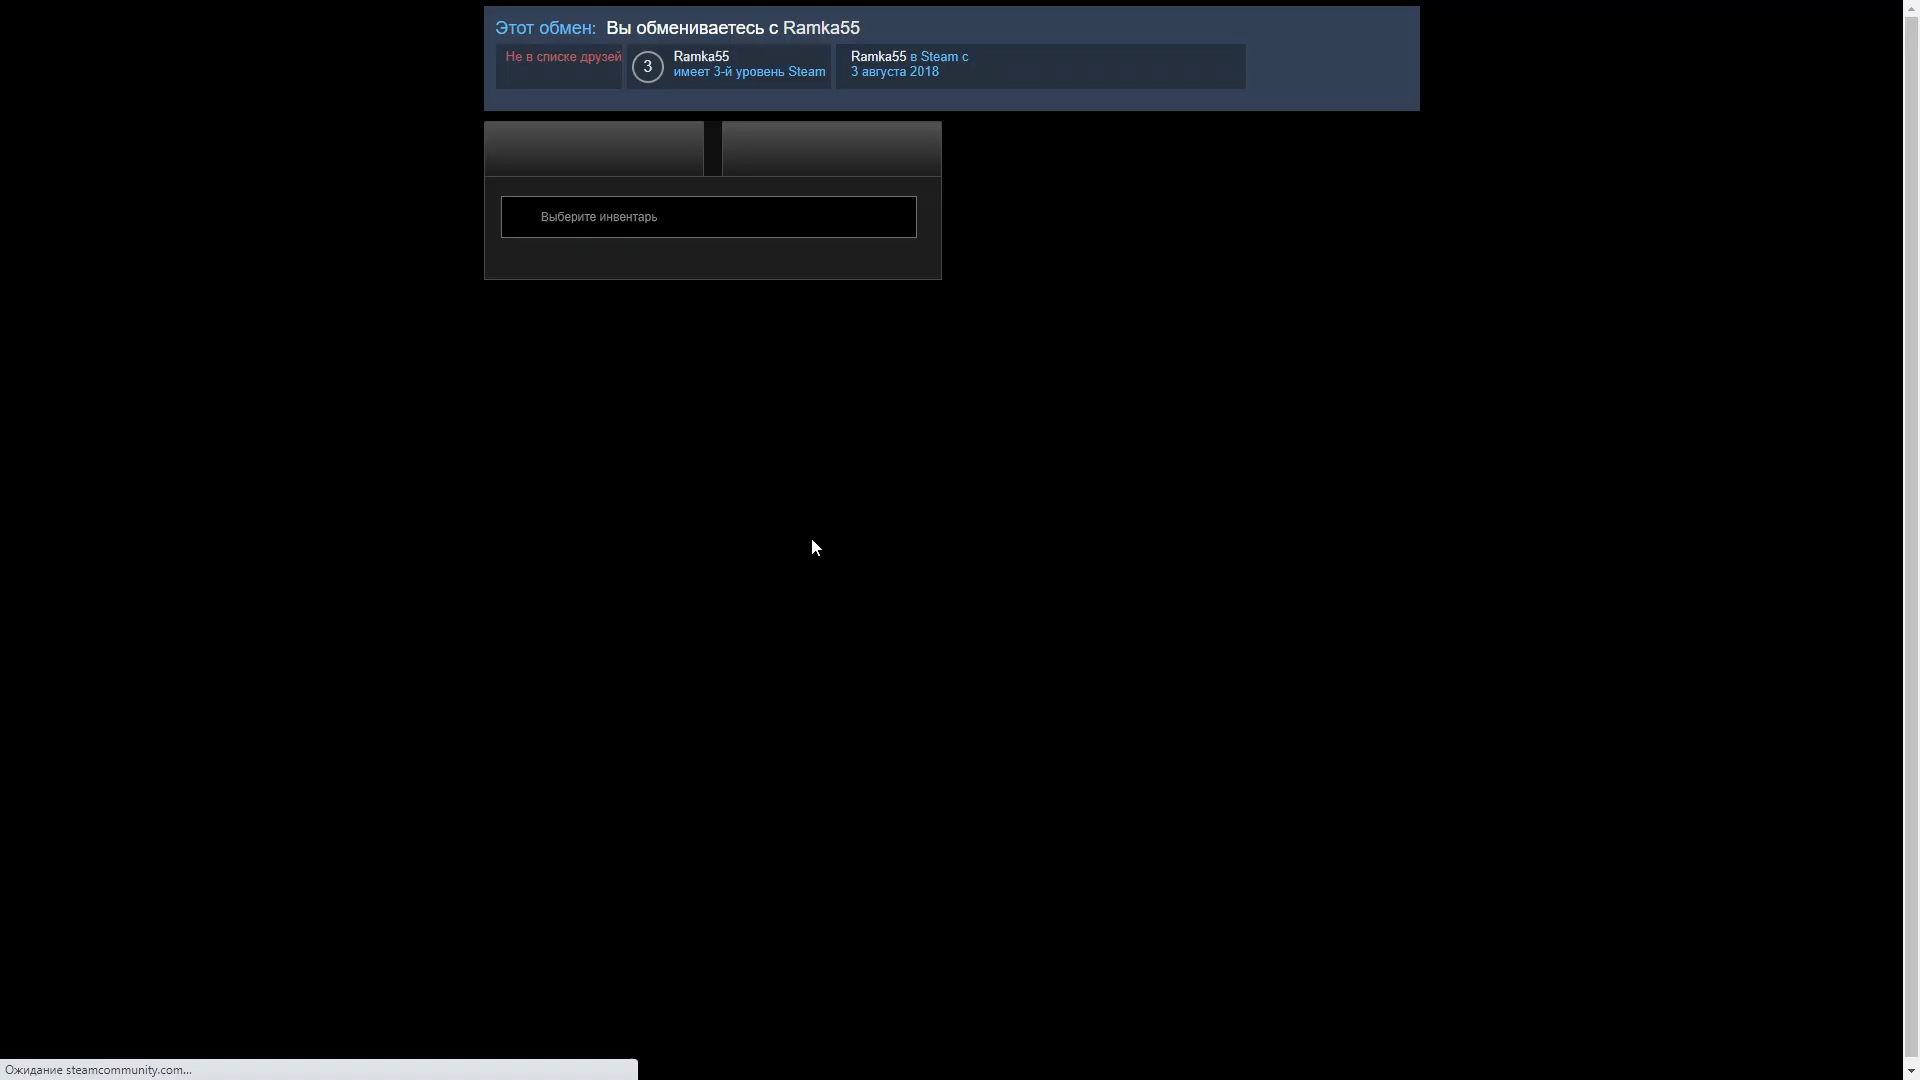 Этот обмен: Вы обмениваетесь с Ramka55
Не в списке друзей
3
Ramka55
имеет 3-й уровень Steam
Ramka55 в Steam с
3 августа 2018
Выберите инвентарь
Ожидание steamcommunity.com...